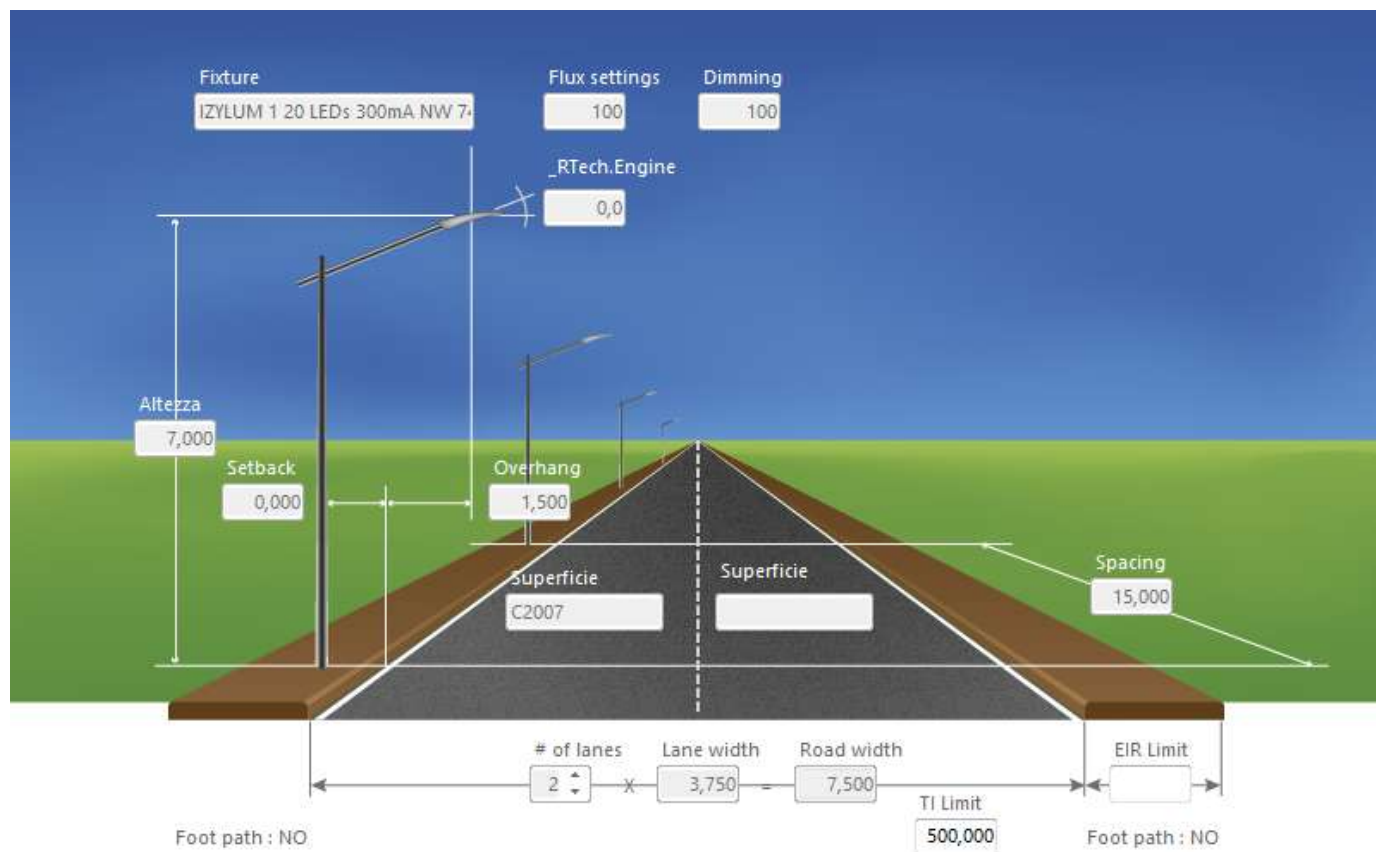 Fixture
IZYLUM 1 20 LEDs 300mA NW 74
Flux settings
100
Dimming
100
_RTech.Engine
0,0
Altezza
7,000
Setback
0,000
Overhang
1,500
Superficie
C2007
Superficie
Spacing
15,000
# of lanes
2
X
Lane width
3,750
=
Road width
7,500
EIR Limit
TI Limit
500,000
Foot path : NO
Foot path : NO